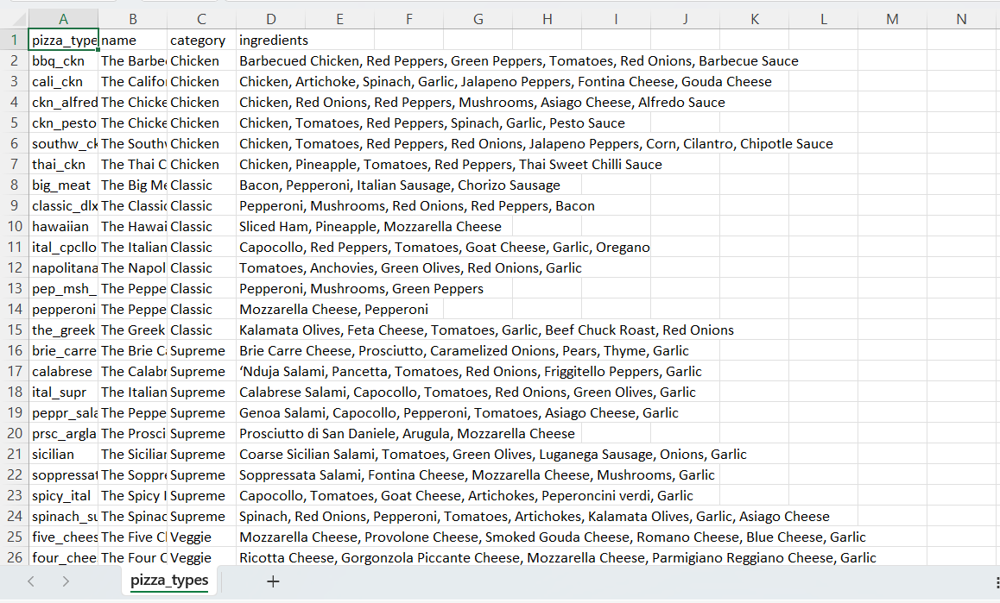 A B C D E F G H I J K L M N
1 pizza_type name category ingredients
2 bbq_ckn The Barbe Chicken Barbecued Chicken, Red Peppers, Green Peppers, Tomatoes, Red Onions, Barbecue Sauce
3 cali_ckn The Califor Chicken Chicken, Artichoke, Spinach, Garlic, Jalapeno Peppers, Fontina Cheese, Gouda Cheese
4 ckn_alfred The Chicke Chicken Chicken, Red Onions, Red Peppers, Mushrooms, Asiago Cheese, Alfredo Sauce
5 ckn_pesto The Chicke Chicken Chicken, Tomatoes, Red Peppers, Spinach, Garlic, Pesto Sauce
6 southw_ck The Southw Chicken Chicken, Tomatoes, Red Peppers, Red Onions, Jalapeno Peppers, Corn, Cilantro, Chipotle Sauce
7 thai_ckn The Thai C Chicken Chicken, Pineapple, Tomatoes, Red Peppers, Thai Sweet Chilli Sauce
8 big_meat The Big Me Classic Bacon, Pepperoni, Italian Sausage, Chorizo Sausage
9 classic_dlx The Classic Classic Pepperoni, Mushrooms, Red Onions, Red Peppers, Bacon
10 hawaiian The Hawai Classic Sliced Ham, Pineapple, Mozzarella Cheese
11 ital_cpcllo The Italian Classic Capocollo, Red Peppers, Tomatoes, Goat Cheese, Garlic, Oregano
12 napolitana The Napol Classic Tomatoes, Anchovies, Green Olives, Red Onions, Garlic
13 pep_msh_ The Peppe Classic Pepperoni, Mushrooms, Green Peppers
14 pepperoni The Peppe Classic Mozzarella Cheese, Pepperoni
15 the_greek The Greek Classic Kalamata Olives, Feta Cheese, Tomatoes, Garlic, Beef Chuck Roast, Red Onions
16 brie_carre The Brie Ca Supreme Brie Carre Cheese, Prosciutto, Caramelized Onions, Pears, Thyme, Garlic
17 calabrese The Calabr Supreme ‘Nduja Salami, Pancetta, Tomatoes, Red Onions, Friggitello Peppers, Garlic
18 ital_supr The Italian Supreme Calabrese Salami, Capocollo, Tomatoes, Red Onions, Green Olives, Garlic
19 peppr_sala The Peppe Supreme Genoa Salami, Capocollo, Pepperoni, Tomatoes, Asiago Cheese, Garlic
20 prsc_argla The Prosci Supreme Prosciutto di San Daniele, Arugula, Mozzarella Cheese
21 sicilian The Sicilian Supreme Coarse Sicilian Salami, Tomatoes, Green Olives, Luganega Sausage, Onions, Garlic
22 soppressat The Soppre Supreme Soppressata Salami, Fontina Cheese, Mozzarella Cheese, Mushrooms, Garlic
23 spicy_ital The Spicy I Supreme Capocollo, Tomatoes, Goat Cheese, Artichokes, Peperoncini verdi, Garlic
24 spinach_su The Spinac Supreme Spinach, Red Onions, Pepperoni, Tomatoes, Artichokes, Kalamata Olives, Garlic, Asiago Cheese
25 five_chees The Five Cl Veggie Mozzarella Cheese, Provolone Cheese, Smoked Gouda Cheese, Romano Cheese, Blue Cheese, Garlic
26 four_chee The Four C Veggie Ricotta Cheese, Gorgonzola Piccante Cheese, Mozzarella Cheese, Parmigiano Reggiano Cheese, Garlic
pizza_types